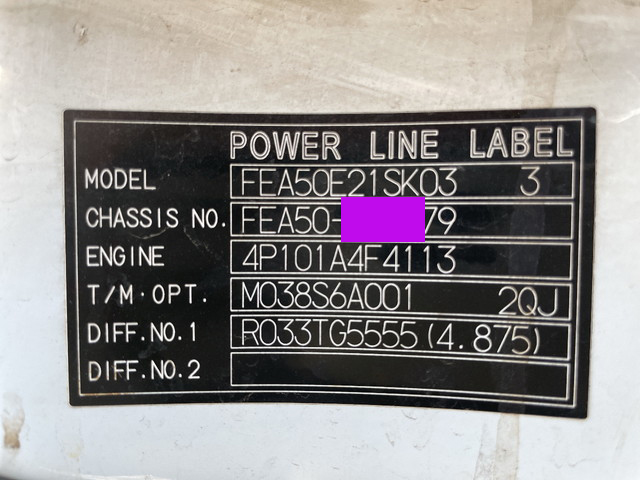 POWER LINE LABEL
MODEL FEA50E21SK03 3
CHASSIS NO. FEA50- 79
ENGINE 4P101A4F4113
T/M·OPT. M038S6A001 2QJ
DIFF.NO.1 R033TG5555(4.875)
DIFF.NO.2